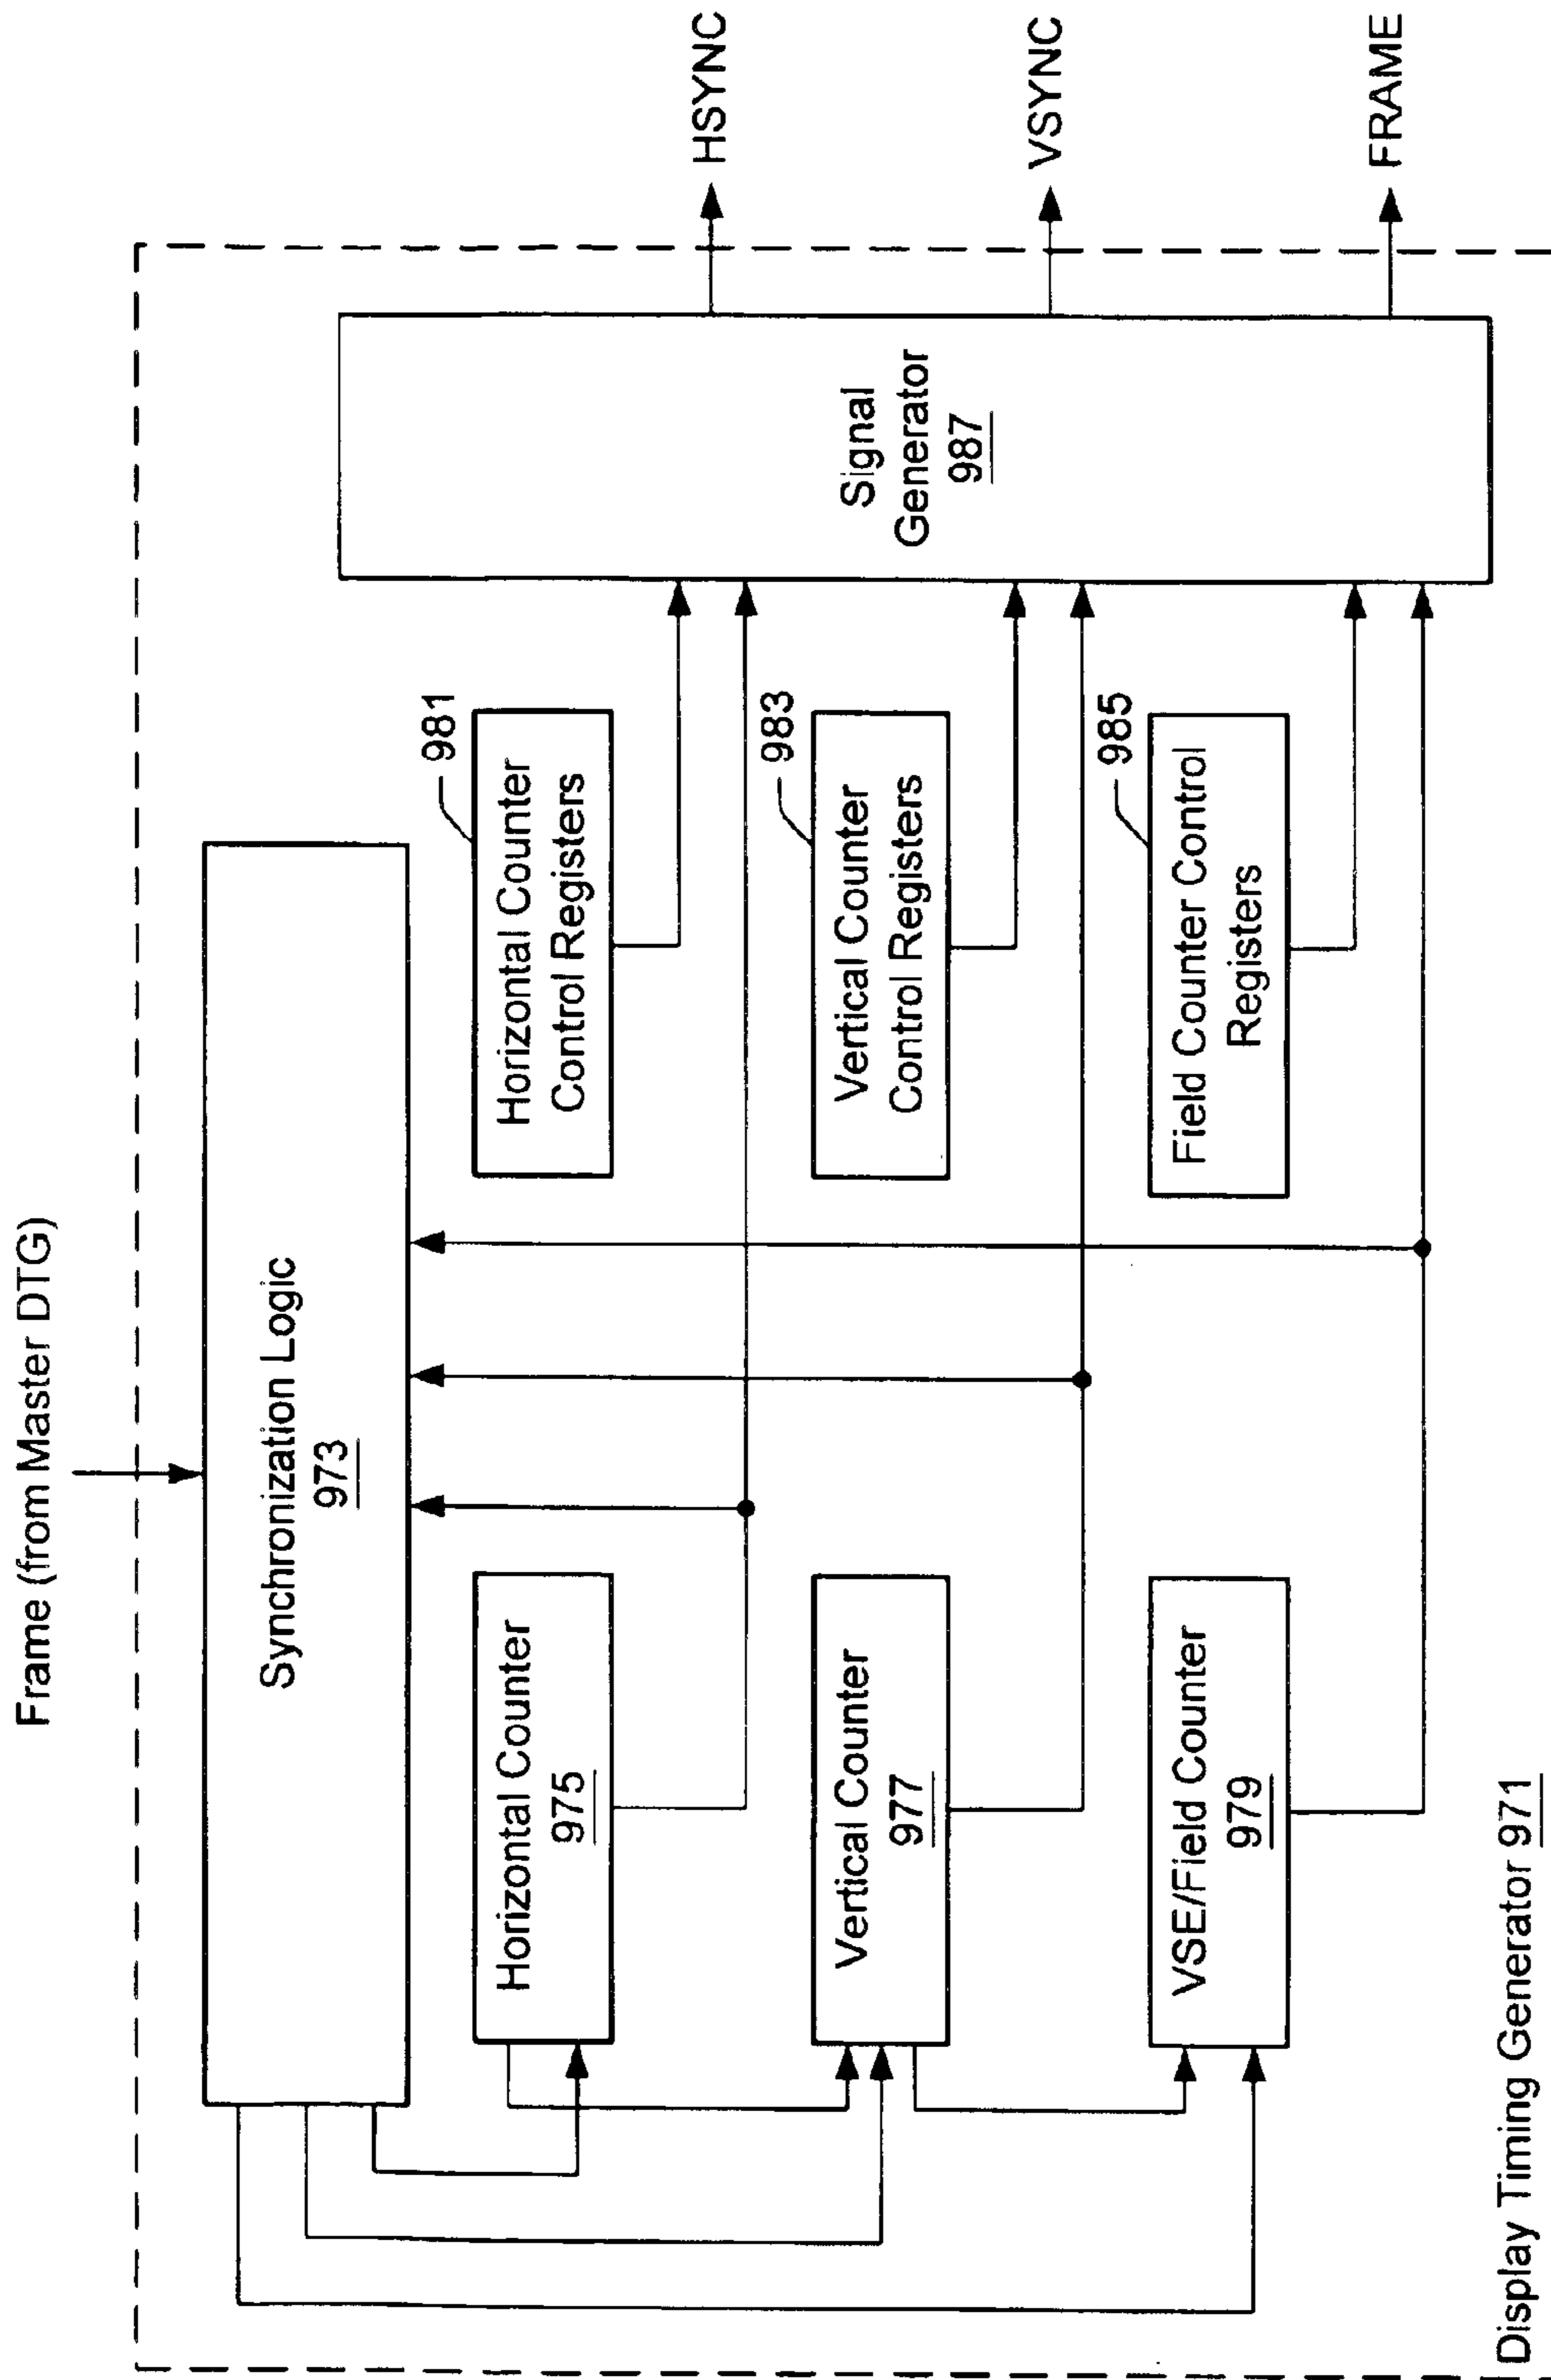 Frame (from Master DTG)
Synchronization Logic
973
Horizontal Counter
975
981
Horizontal Counter
Control Registers
HSYNC
Vertical Counter
977
983
Vertical Counter
Control Registers
Signal
Generator
987
VSYNC
VSE/Field Counter
979
985
Field Counter Control
Registers
FRAME
Display Timing Generator 971